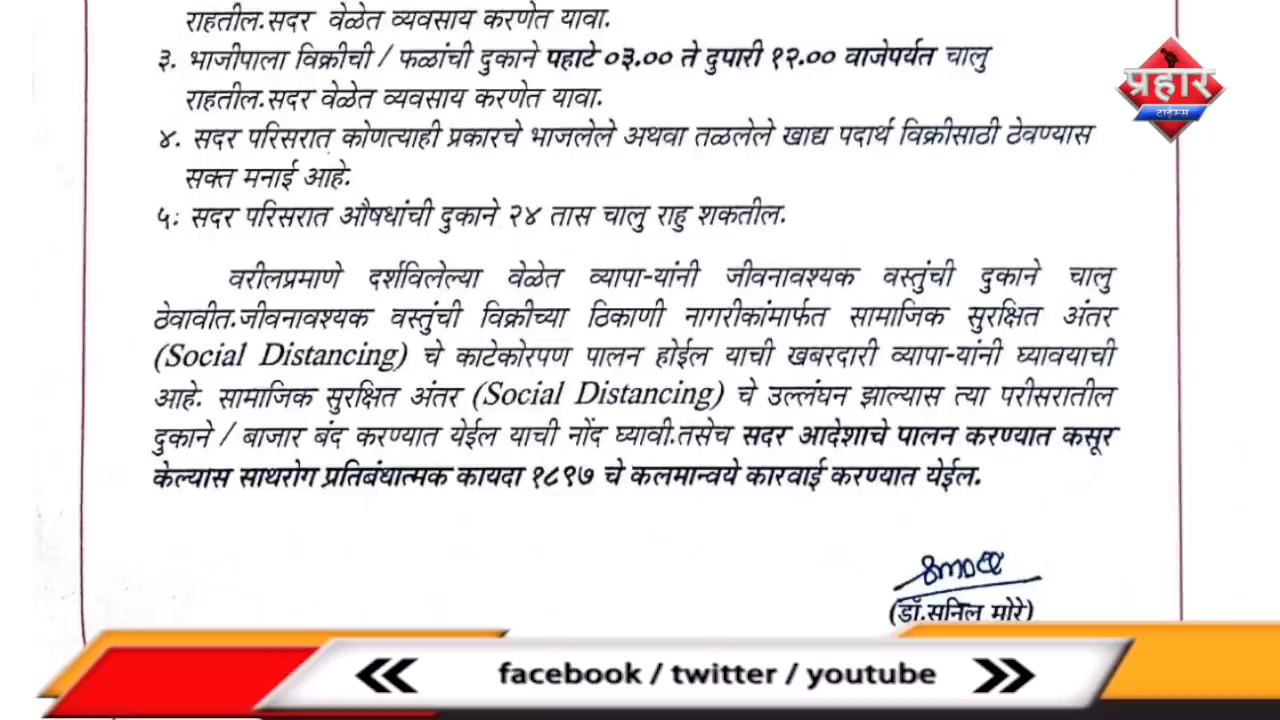 राहतील.सदर वेळेत व्यवसाय करणेत यावा.
३. भाजीपाला विक्रीची / फळांची दुकाने पहाटे ०३.०० ते दुपारी १२.०० वाजेपर्यत चालु
राहतील.सदर वेळेत व्यवसाय करणेत यावा.
प्रहार
टाईम्स
४. सदर परिसरात कोणत्याही प्रकारचे भाजलेले अथवा तळलेले खाद्य पदार्थ विक्रीसाठी ठेवण्यास
सक्त मनाई आहे.
५: सदर परिसरात औषधांची दुकाने २४ तास चालु राहु शकतील.
वरीलप्रमाणे दर्शविलेल्या वेळेत व्यापा-यांनी जीवनावश्यक वस्तुंची दुकाने चालु
ठेवावीत.जीवनावश्यक वस्तुंची विक्रीच्या ठिकाणी नागरीकांमार्फत सामाजिक सुरक्षित अंतर
(Social Distancing) चे काटेकोरपण पालन होईल याची खबरदारी व्यापा-यांनी घ्यावयाची
आहे. सामाजिक सुरक्षित अंतर (Social Distancing) चे उल्लंघन झाल्यास त्या परीसरातील
दुकाने / बाजार बंद करण्यात येईल याची नोंद घ्यावी.तसेच सदर आदेशाचे पालन करण्यात कसूर
केल्यास साथरोग प्रतिबंधात्मक कायदा १८९७ चे कलमान्वये कारवाई करण्यात येईल.
(डॉ.सुनिल मोरे)
facebook / twitter / youtube